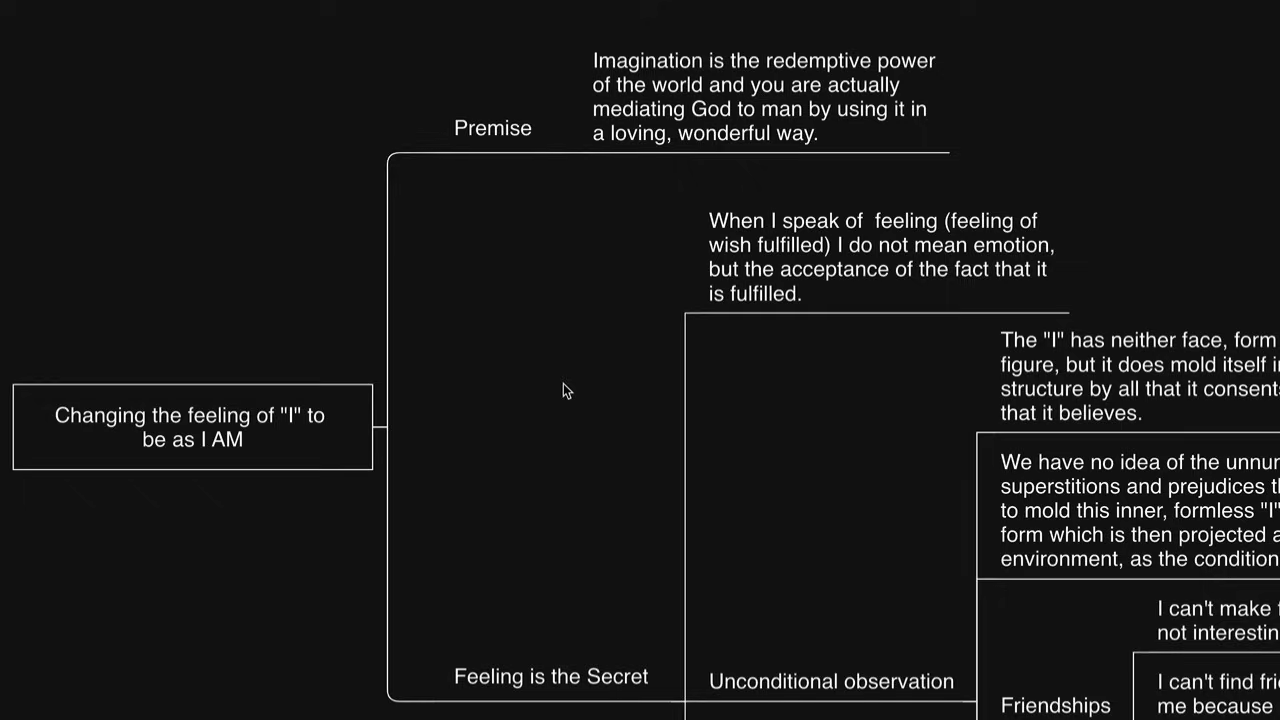 Imagination is the redemptive power
of the world and you are actually
mediating God to man by using it in
a loving, wonderful way.
Premise
When I speak of  feeling (feeling of
wish fulfilled) I do not mean emotion,
but the acceptance of the fact that it
is fulfilled.
The "I" has neither face, form
figure, but it does mold itself
structure by all that it
that it believes.
Changing the feeling of "I" to
be as I AM
We have no idea of the
superstitions and prejudices
to mold this inner, formless "I"
form which is then projected
environment, as the
I can't make
not
Feeling is the Secret
Unconditional observation
I can't find
me because
Friendships